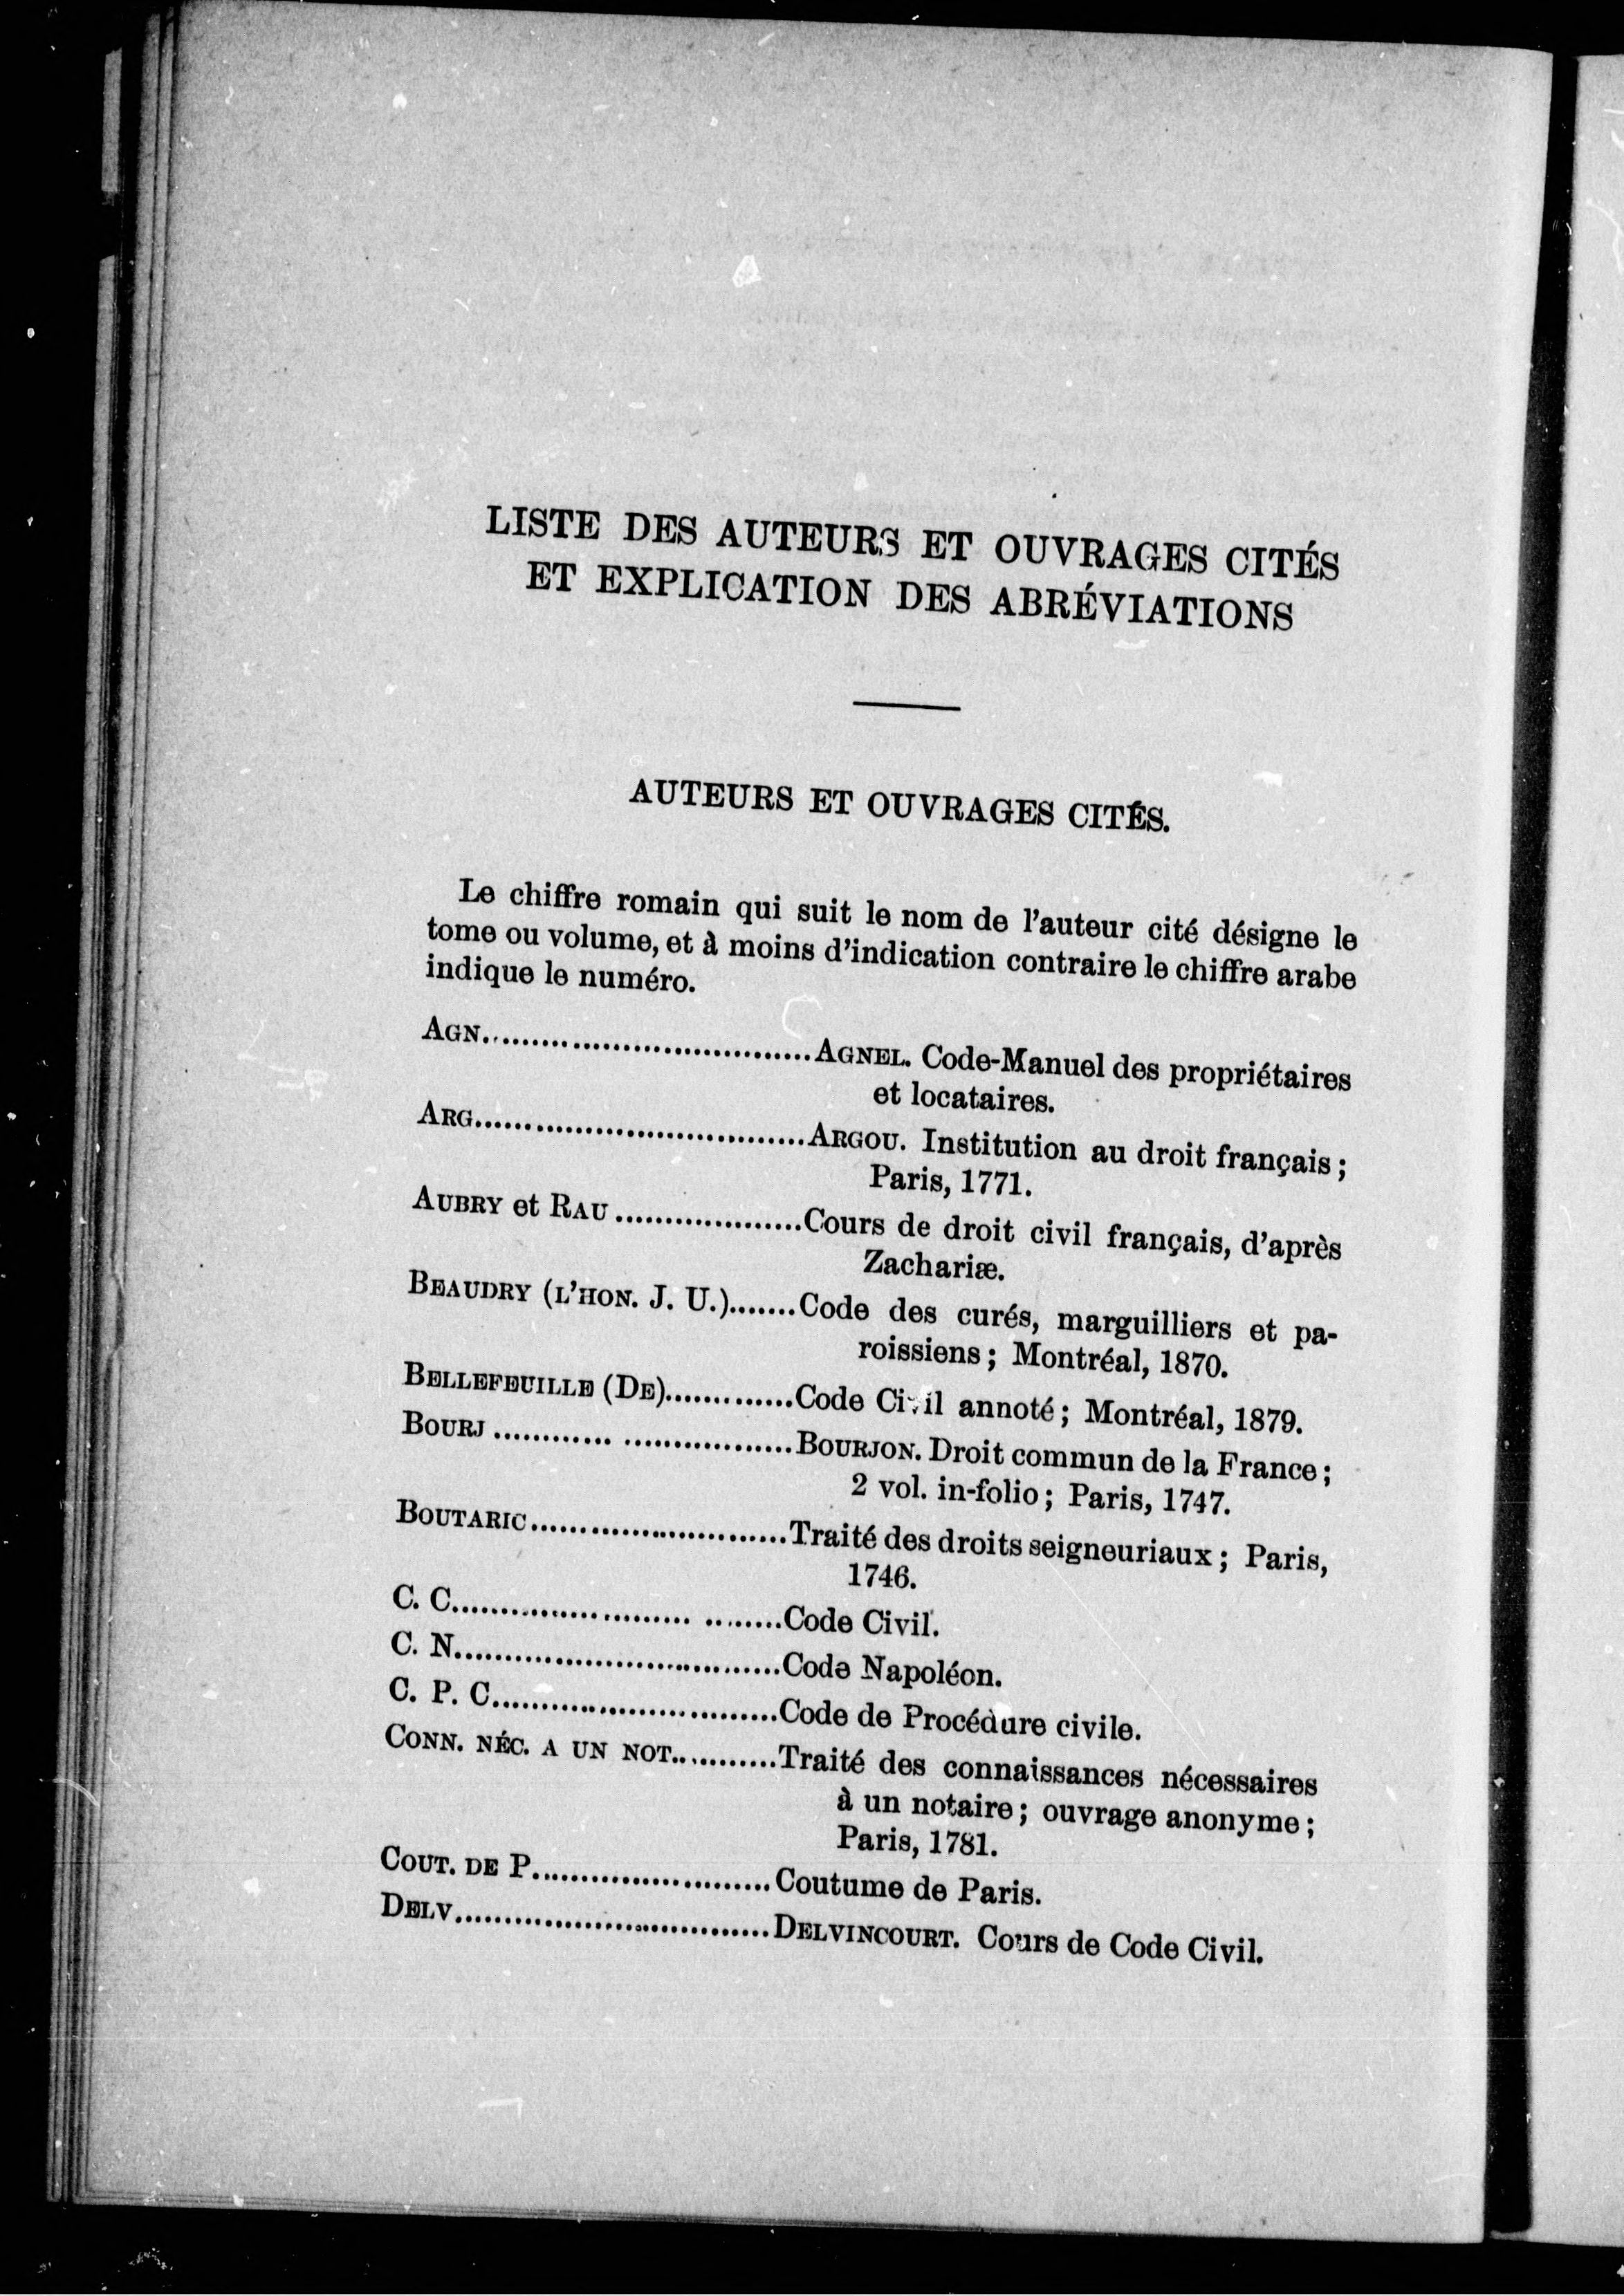 LISTE DES AUTEURS ET OUVRAGES CITÉS
ET EXPLICATION DES ABRÉVIATIONS
AUTEURS ET OUVRAGES CITÉS.
Le chiffre romain qui suit le nom de l'auteur cité désigne le
tome ou volume, et à moins d'indication contraire le chiffre arabe
indique le numéro.
AGN.................................AGNEL. Code-Manuel des propriétaires
et locataires.
ARG.................................ARGOU. Institution au droit français;
Paris, 1771.
AUBRY et RAU ...................Cours de droit civil français, d'après
Zachariæ.
BEAUDRY (L'HON. J. U.).......Code des curés, marguilliers et pa-
roissiens; Montréal, 1870.
BELLEFEUILLE (DE).............Code Civil annoté; Montréal, 1879.
BOURJ ............ .................BOURJON. Droit commun de la France;
2 vol. in-folio; Paris, 1747.
BOUTARIC..........................Traité des droits seigneuriaux; Paris,
1746.
C. C........................ ........Code Civil.
C. N.................................Code Napoléon.
C. P. C.............................Code de Procédure civile.
CONN. NÉC. A UN NOT...........Traité des connaissances nécessaires
à un notaire; ouvrage anonyme;
Paris, 1781.
COUT. DE P........................Coutume de Paris.
DELV................................DELVINCOURT. Cours de Code Civil.